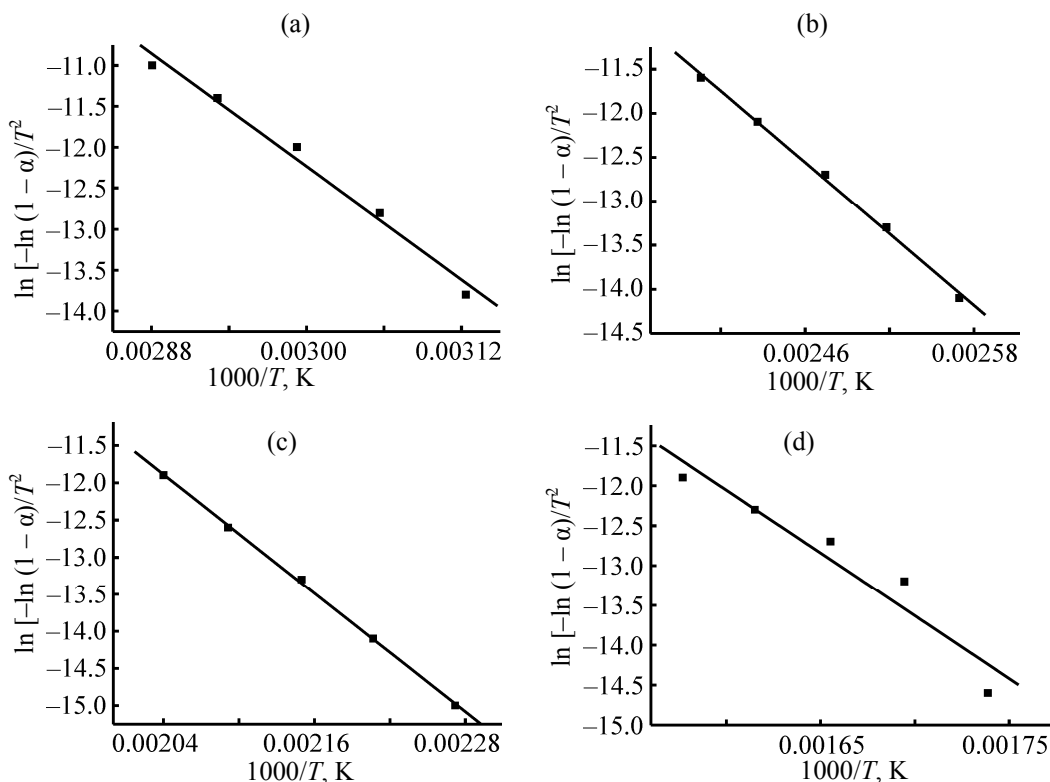 (a)
ln [−ln (1 − α)/T²
−11.0
−11.5
−12.0
−12.5
−13.0
−13.5
−14.0
0.00288 0.00300 0.00312
1000/T, K
(b)
ln [−ln (1 − α)/T²
−11.5
−12.0
−12.5
−13.0
−13.5
−14.0
−14.5
0.00246 0.00258
1000/T, K
(c)
ln [−ln (1 − α)/T²
−11.5
−12.0
−12.5
−13.0
−13.5
−14.0
−14.5
−15.0
0.00204 0.00216 0.00228
1000/T, K
(d)
ln [−ln (1 − α)/T²
−11.5
−12.0
−12.5
−13.0
−13.5
−14.0
−14.5
−15.0
0.00165 0.00175
1000/T, K